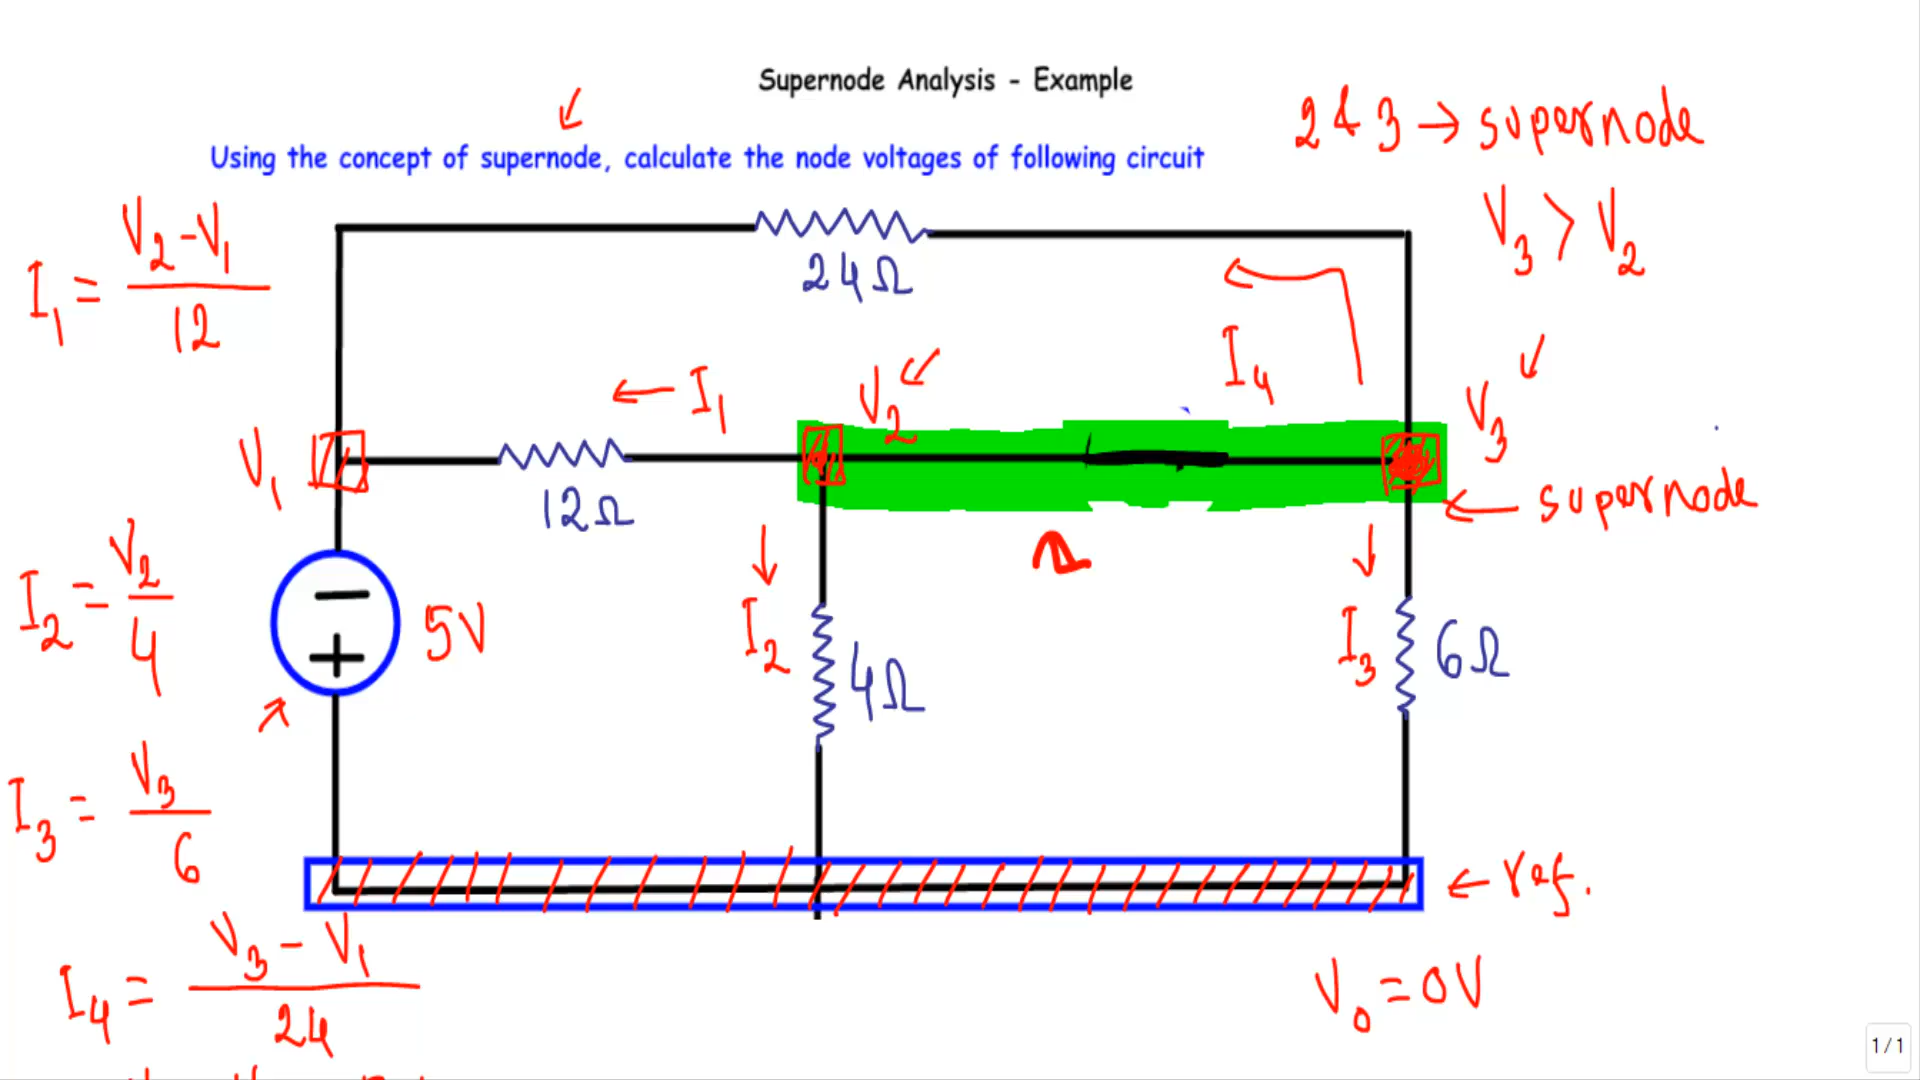 Supernode Analysis - Example
2 & 3 → supernode
Using the concept of supernode, calculate the node voltages of following circuit
V3 > V2
I1 = V2 - V1 / 12
24Ω
I4
← I1
V2
V3
V1
12Ω
← supernode
I2 = V2 / 4
5V
I2
4Ω
I3
6Ω
I3 = V3 / 6
← ref.
I4 = V3 - V1 / 24
V0 = 0V
1 / 1